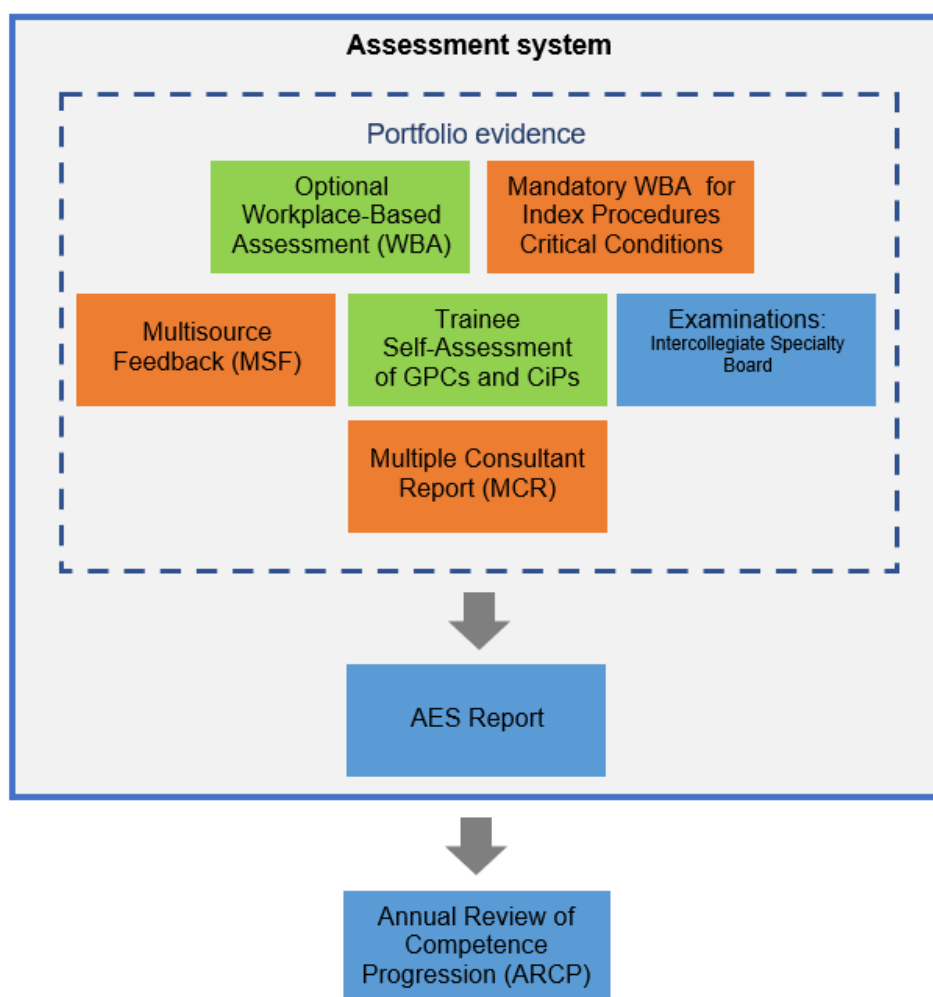 Assessment system
Portfolio evidence
Optional
Workplace-Based
Assessment (WBA)
Mandatory WBA for
Index Procedures
Critical Conditions
Multisource
Feedback (MSF)
Trainee
Self-Assessment
of GPCs and CiPs
Examinations:
Intercollegiate Specialty
Board
Multiple Consultant
Report (MCR)
AES Report
Annual Review of
Competence
Progression (ARCP)